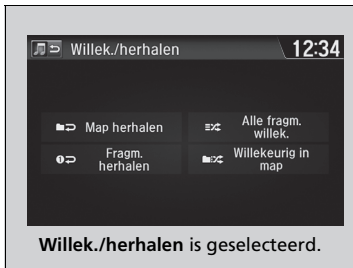 Willek./herhalen
12:34
Map herhalen
Alle fragm.
willek.
Fragm.
herhalen
Willekeurig in
map
Willek./herhalen is geselecteerd.